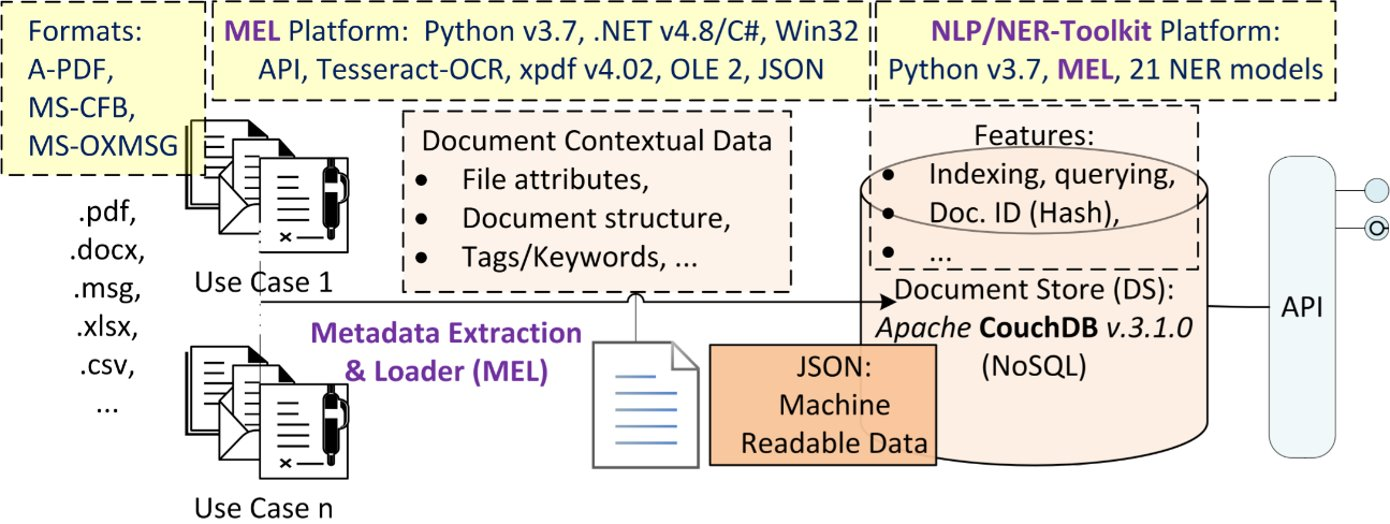 Formats:
A-PDF,
MS-CFB,
MS-OXMSG
MEL Platform: Python v3.7, .NET v4.8/C#, Win32
API, Tesseract-OCR, xpdf v4.02, OLE 2, JSON
NLP/NER-Toolkit Platform:
Python v3.7, MEL, 21 NER models
.pdf,
.docx,
.msg,
.xlsx,
.csv,
...
Use Case 1
Use Case n
Document Contextual Data
• File attributes,
• Document structure,
• Tags/Keywords, ...
Metadata Extraction
& Loader (MEL)
JSON:
Machine
Readable Data
Features:
• Indexing, querying,
• Doc. ID (Hash),
• ...
Document Store (DS):
Apache CouchDB v.3.1.0
(NoSQL)
API